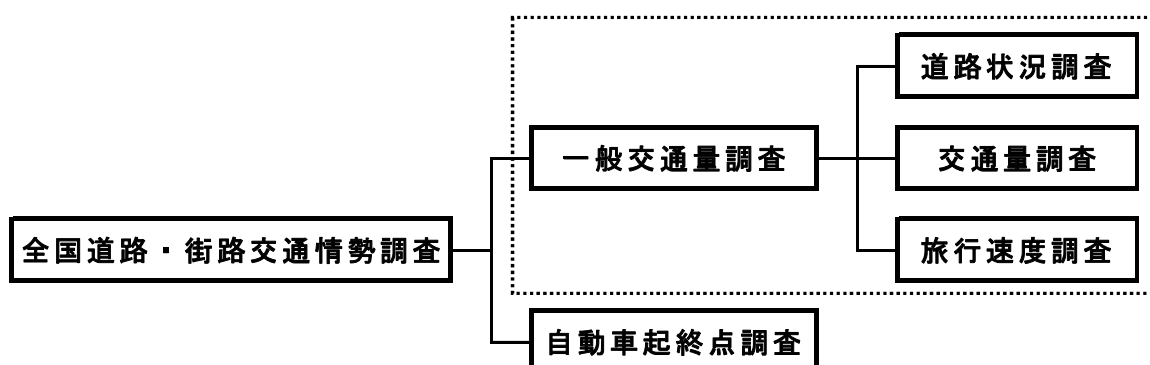 道路状況調査
一般交通量調査
交通量調査
全国道路・街路交通情勢調査
旅行速度調査
自動車起終点調査